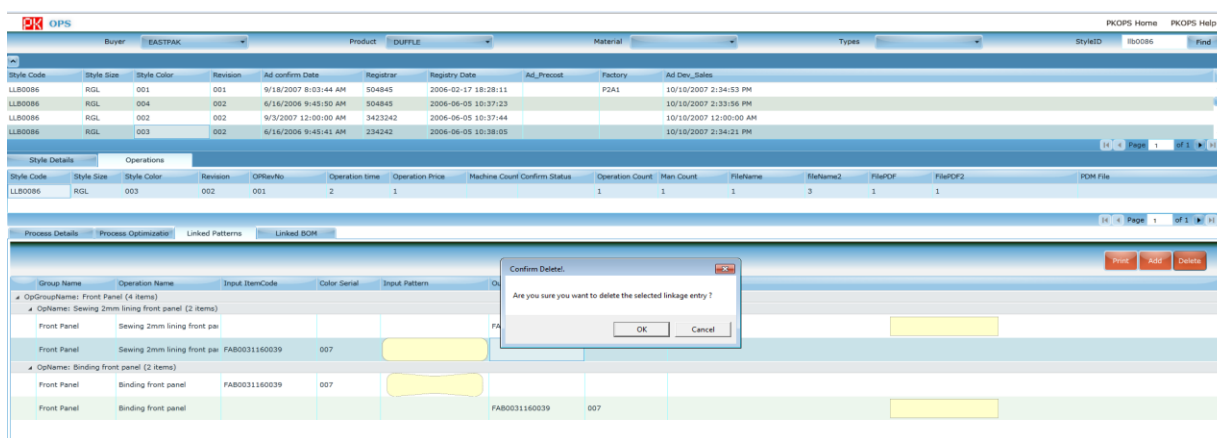 PK OPS PKOPS Home PKOPS Help
Buyer EASTPAK Product DUFFLE Material Types StyleID llb0086 Find
Style Code Style Size Style Color Revision Ad confirm Date Registrar Registry Date Ad_Precost Factory Ad Dev_Sales
LLB0086 RGL 001 001 9/18/2007 8:03:44 AM 504845 2006-02-17 18:28:11 P2A1 10/10/2007 2:34:53 PM
LLB0086 RGL 004 002 6/16/2006 9:45:50 AM 504845 2006-06-05 10:37:23 10/10/2007 2:33:56 PM
LLB0086 RGL 002 002 9/3/2007 12:00:00 AM 3423242 2006-06-05 10:37:44 10/10/2007 12:00:00 AM
LLB0086 RGL 003 002 6/16/2006 9:45:41 AM 234242 2006-06-05 10:38:05 10/10/2007 2:34:21 PM
Page 1 of 1
Style Details Operations
Style Code Style Size Style Color Revision OPRevNo Operation time Operation Price Machine Count Confirm Status Operation Count Man Count FileName fileName2 FilePDF FilePDF2 PDM File
LLB0086 RGL 003 002 001 2 1 1 1 1 3 1 1
Page 1 of 1
Process Details Process Optimizatio Linked Patterns Linked BOM
Print Add Delete
Confirm Delete!.
Group Name Operation Name Input ItemCode Color Serial Input Pattern Ou
Are you sure you want to delete the selected linkage entry ?
OpGroupName: Front Panel (4 items)
OpName: Sewing 2mm lining front panel (2 items)
Front Panel Sewing 2mm lining front pan FA
OK Cancel
Front Panel Sewing 2mm lining front pan FAB0031160039 007
OpName: Binding front panel (2 items)
Front Panel Binding front panel FAB0031160039 007
Front Panel Binding front panel FAB0031160039 007